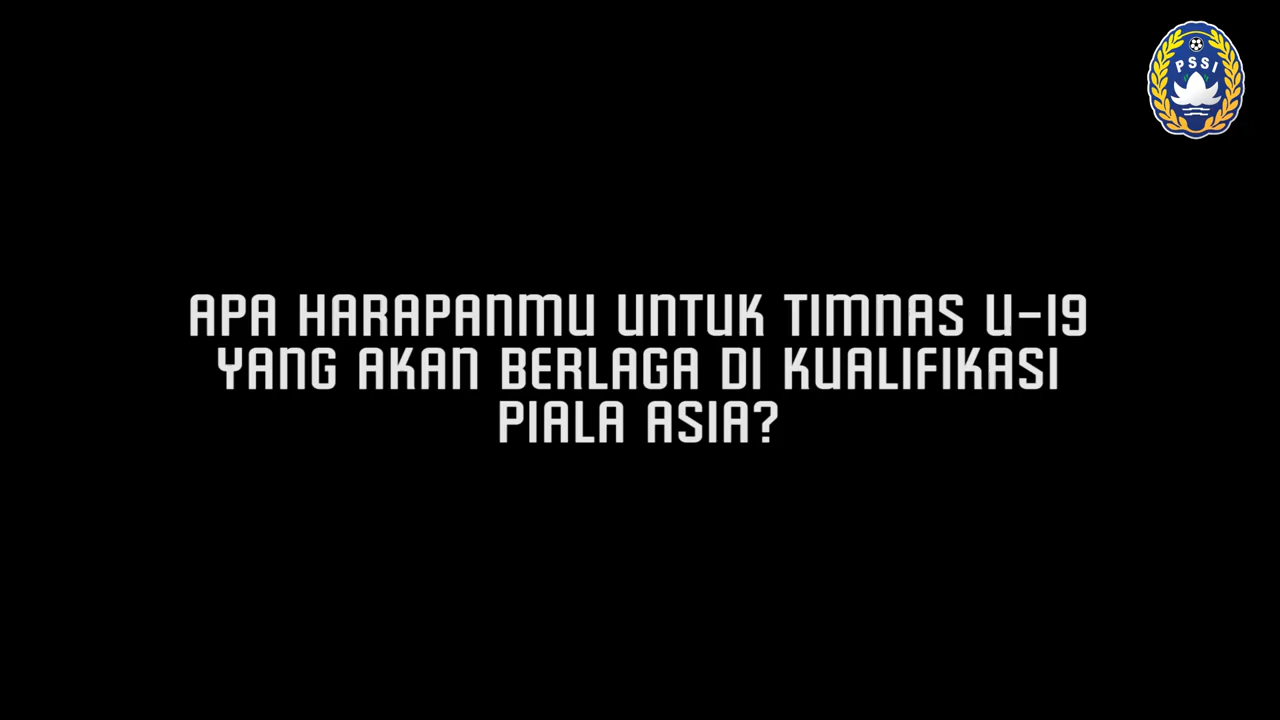 PSSI
APA HARAPANMU UNTUK TIMNAS U-19
YANG AKAN BERLAGA DI KUALIFIKASI
PIALA ASIA?